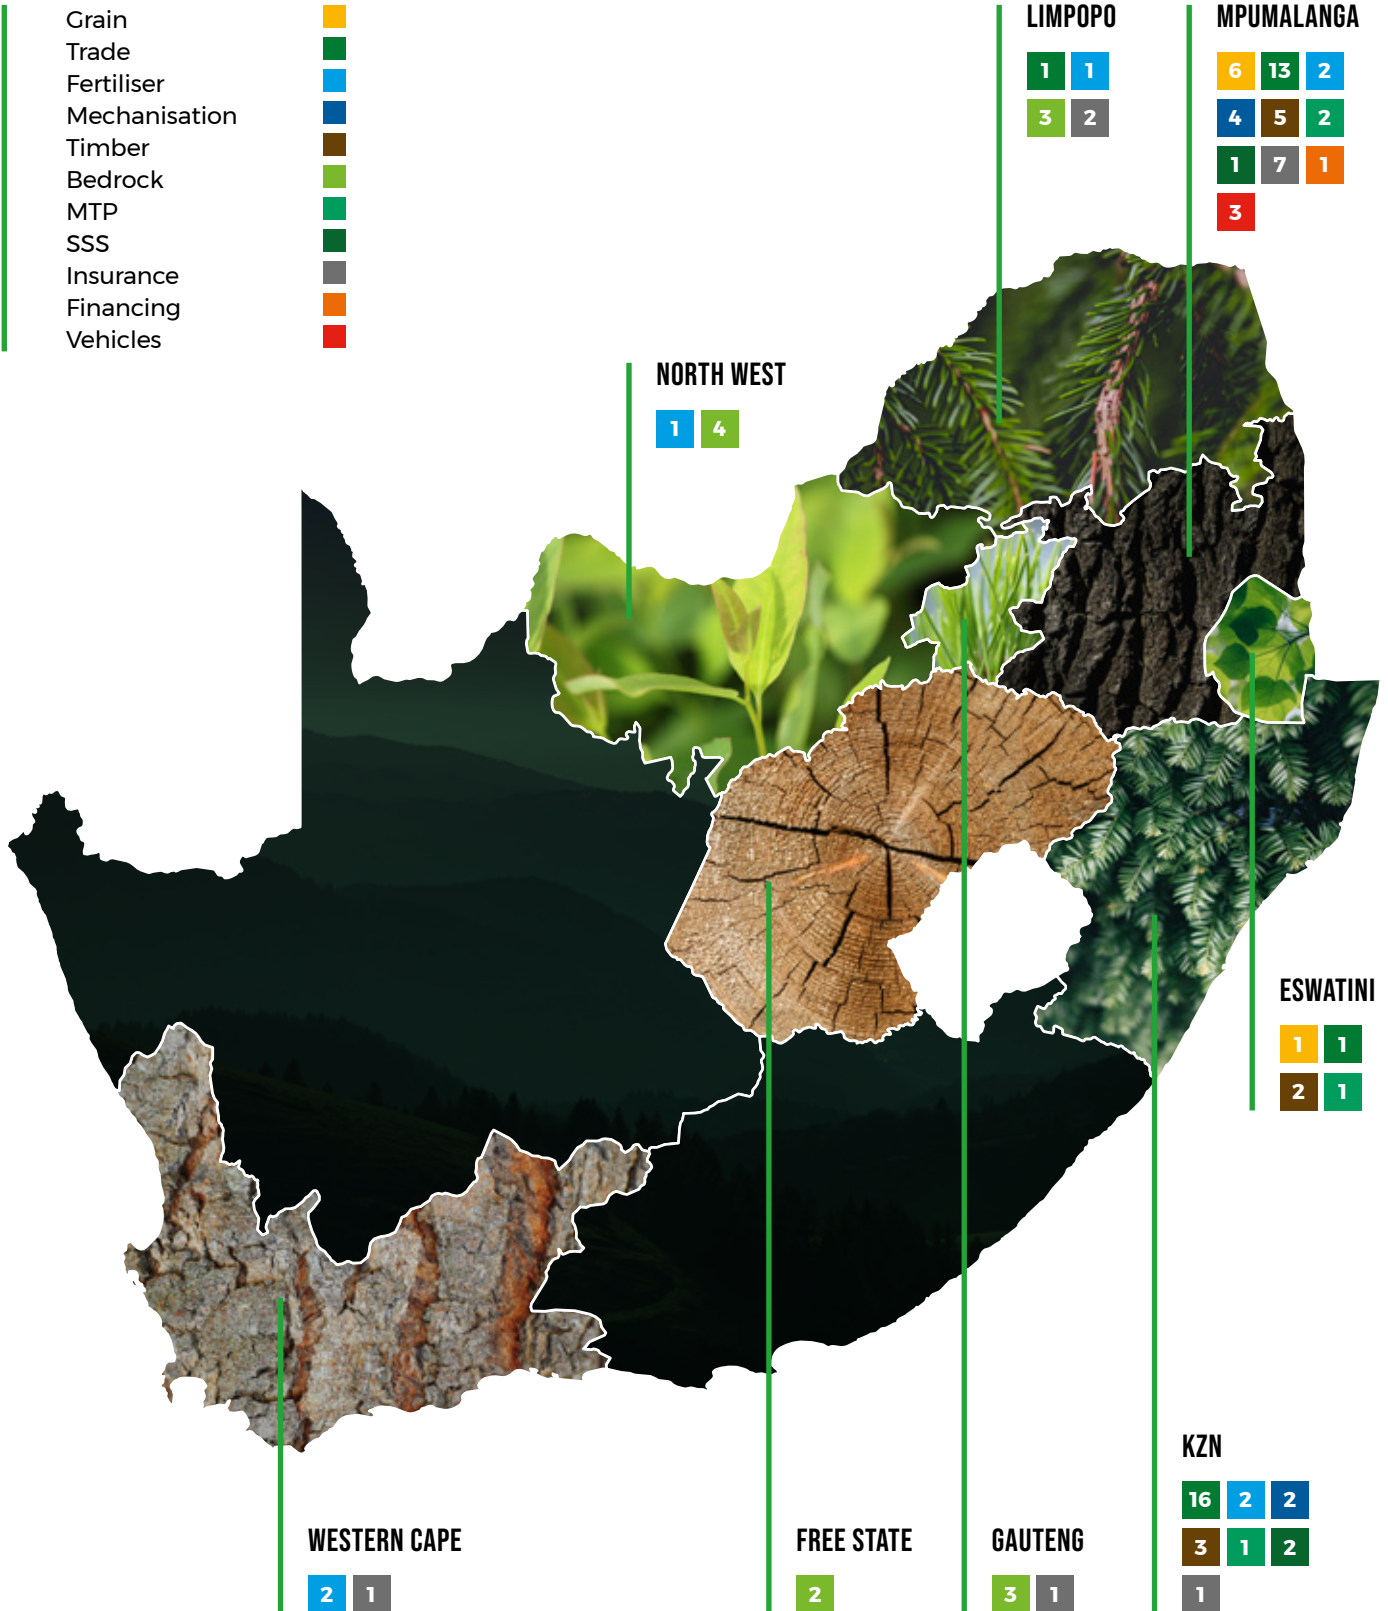 Grain
Trade
Fertiliser
Mechanisation
Timber
Bedrock
MTP
SSS
Insurance
Financing
Vehicles
LIMPOPO
1 1
3 2
MPUMALANGA
6 13 2
4 5 2
1 7 1
3
NORTH WEST
1 4
ESWATINI
1 1
2 1
KZN
16 2 2
3 1 2
1
WESTERN CAPE
2 1
FREE STATE
2
GAUTENG
3 1